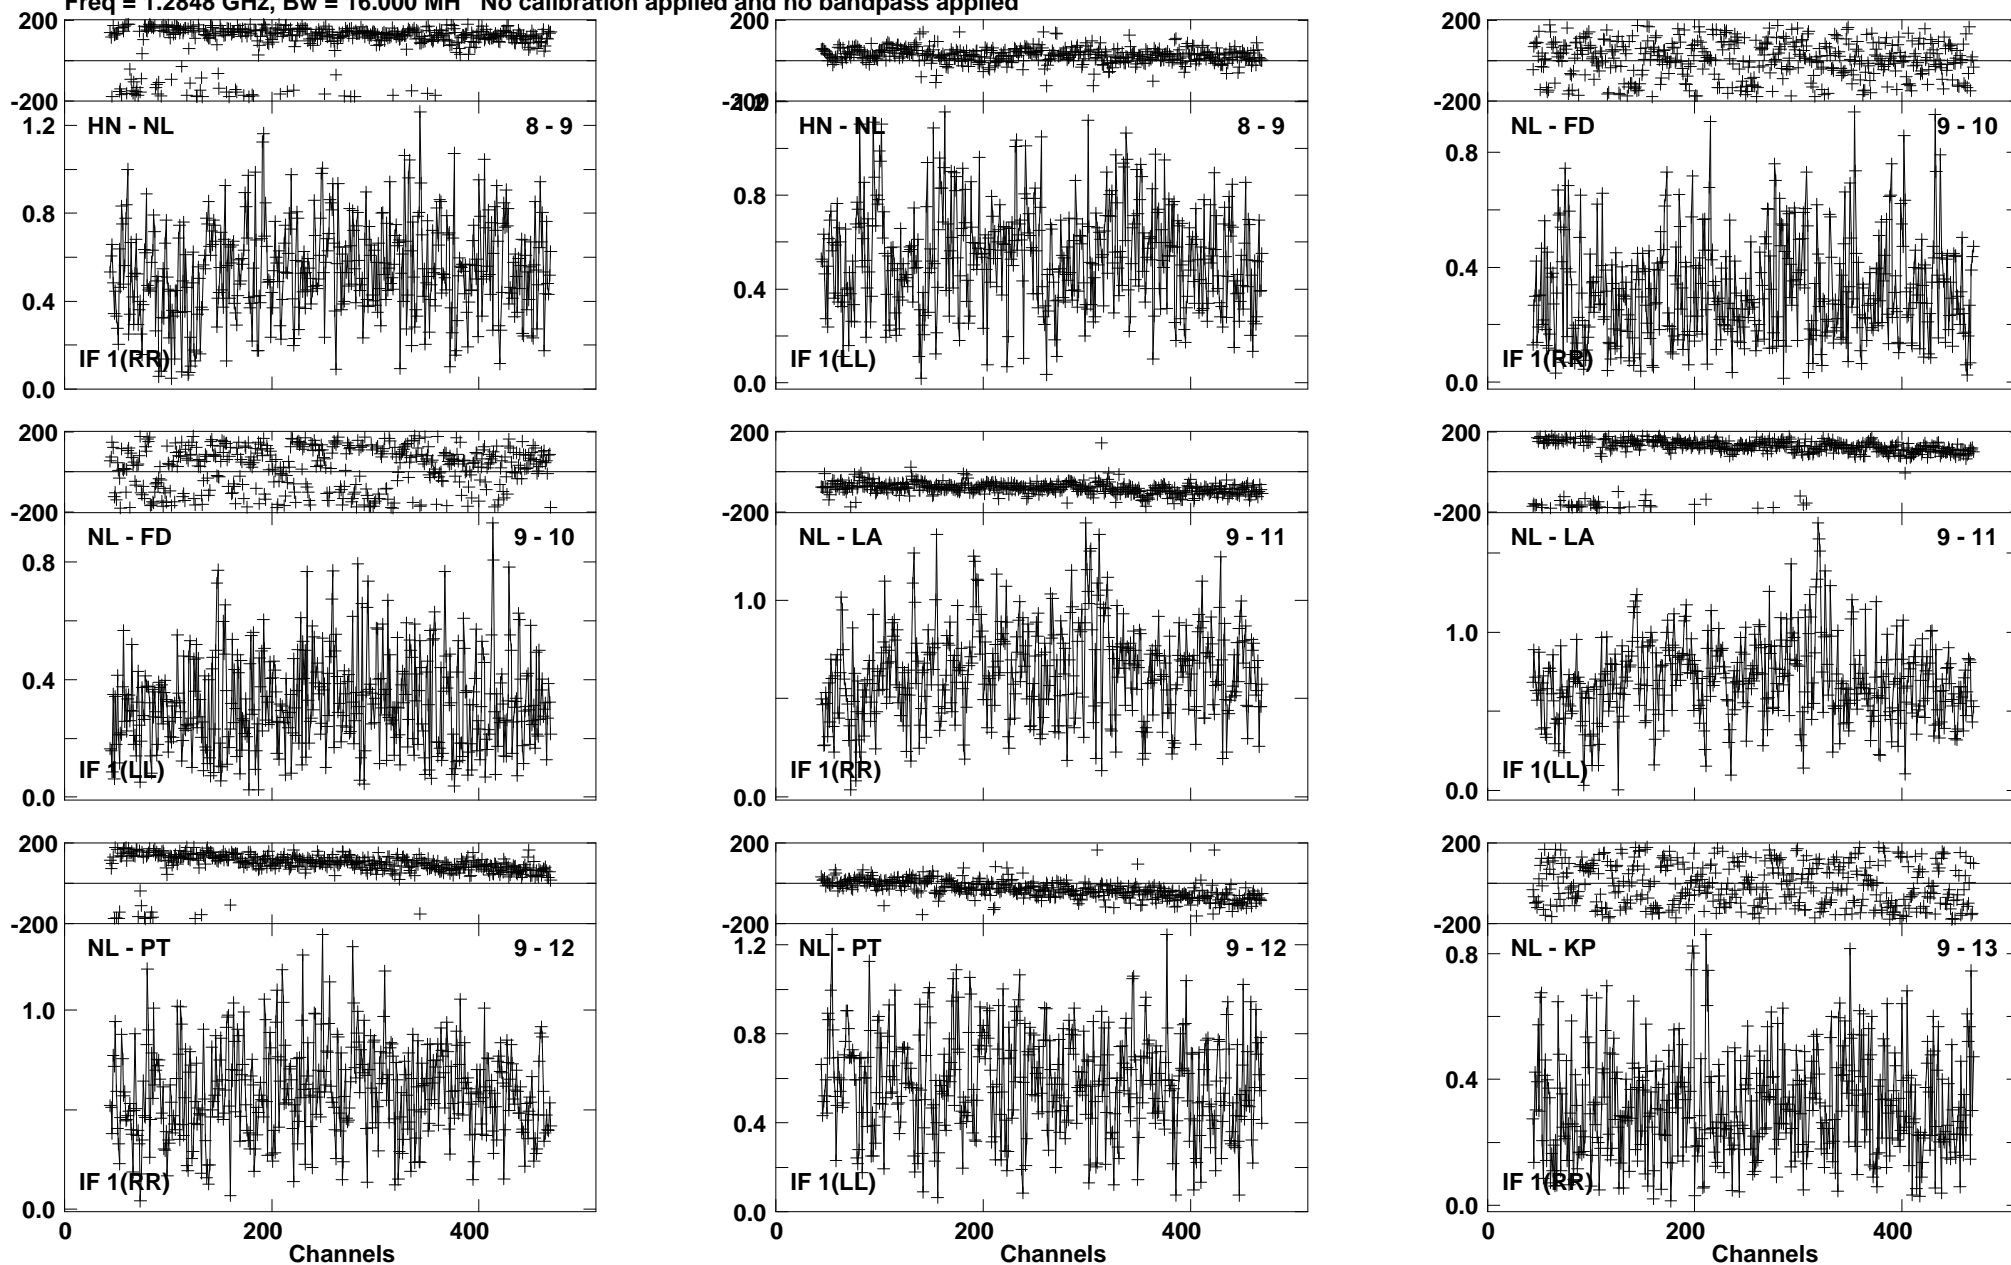 Freq = 1.2848 GHz, Bw = 16.000 MH No calibration applied and no bandpass applied
200 200 200
-200 -200 -200
HN - NL 8 - 9 HN - NL 8 - 9 NL - FD 9 - 10
1.2 1.2
0.8 0.8 0.8
0.4 0.4 0.4
IF 1(RR) IF 1(LL) IF 1(RR)
0.0 0.0 0.0
200 200 200
-200 -200 -200
NL - FD 9 - 10 NL - LA 9 - 11 NL - LA 9 - 11
0.8 1.0 1.0
0.4
IF 1(LL) IF 1(RR) IF 1(LL)
0.0 0.0 0.0
200 200 200
-200 -200 -200
NL - PT 9 - 12 NL - PT 9 - 12 NL - KP 9 - 13
1.0 1.2 0.8
0.8
0.4 0.4
IF 1(RR) IF 1(LL) IF 1(RR)
0.0 0.0 0.0
0 200 400 0 200 400 0 200 400
Channels Channels Channels